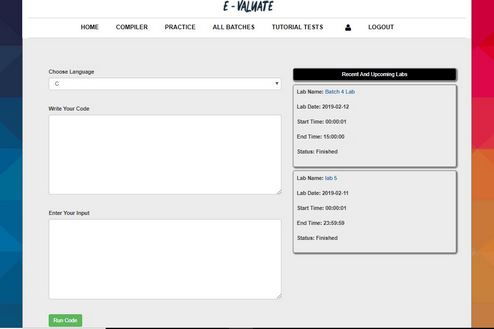 E - VALUATE
HOME COMPILER PRACTICE ALL BATCHES TUTORIAL TESTS LOGOUT
Choose Language
C
Write Your Code
Enter Your Input
Run Code
Recent And Upcoming Labs
Lab Name: Batch 4 Lab
Lab Date: 2019-02-12
Start Time: 00:00:01
End Time: 15:00:00
Status: Finished
Lab Name: lab 5
Lab Date: 2019-02-11
Start Time: 00:00:01
End Time: 23:59:59
Status: Finished